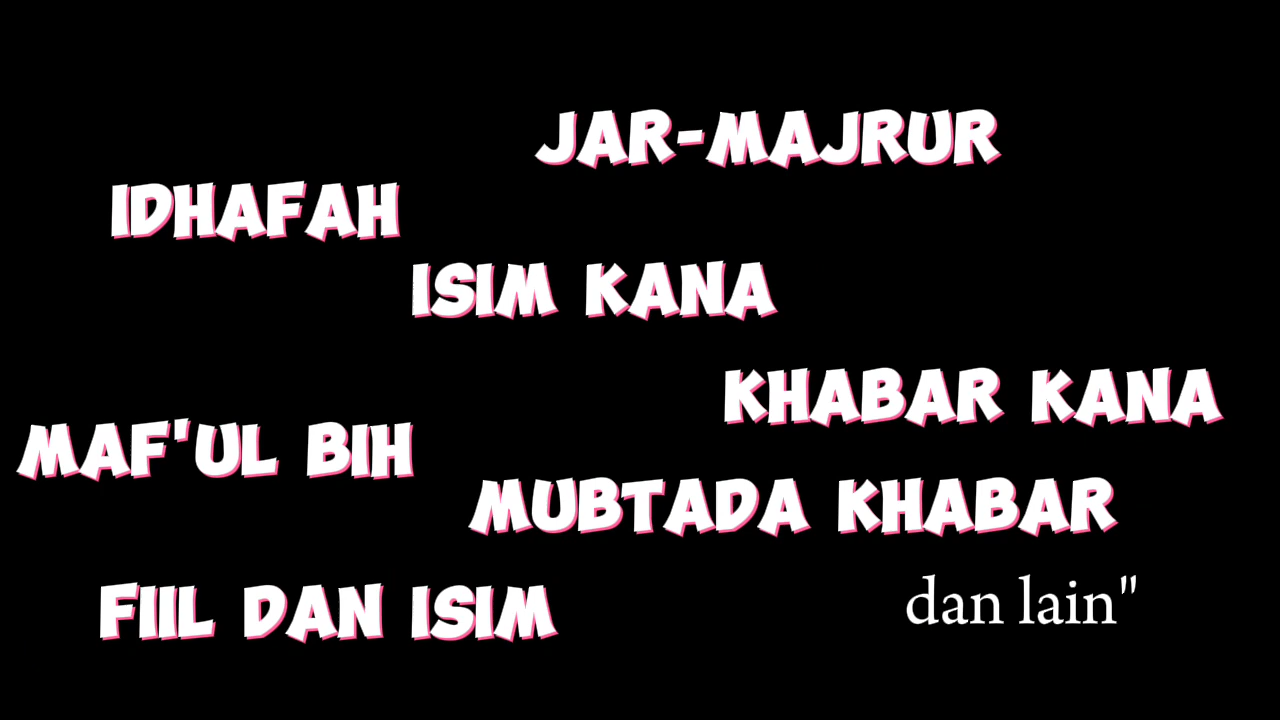 JAR-MAJRUR
IDHAFAH
ISIM KANA
KHABAR KANA
MAF'UL BIH
MUBTADA KHABAR
FIIL DAN ISIM
dan lain"